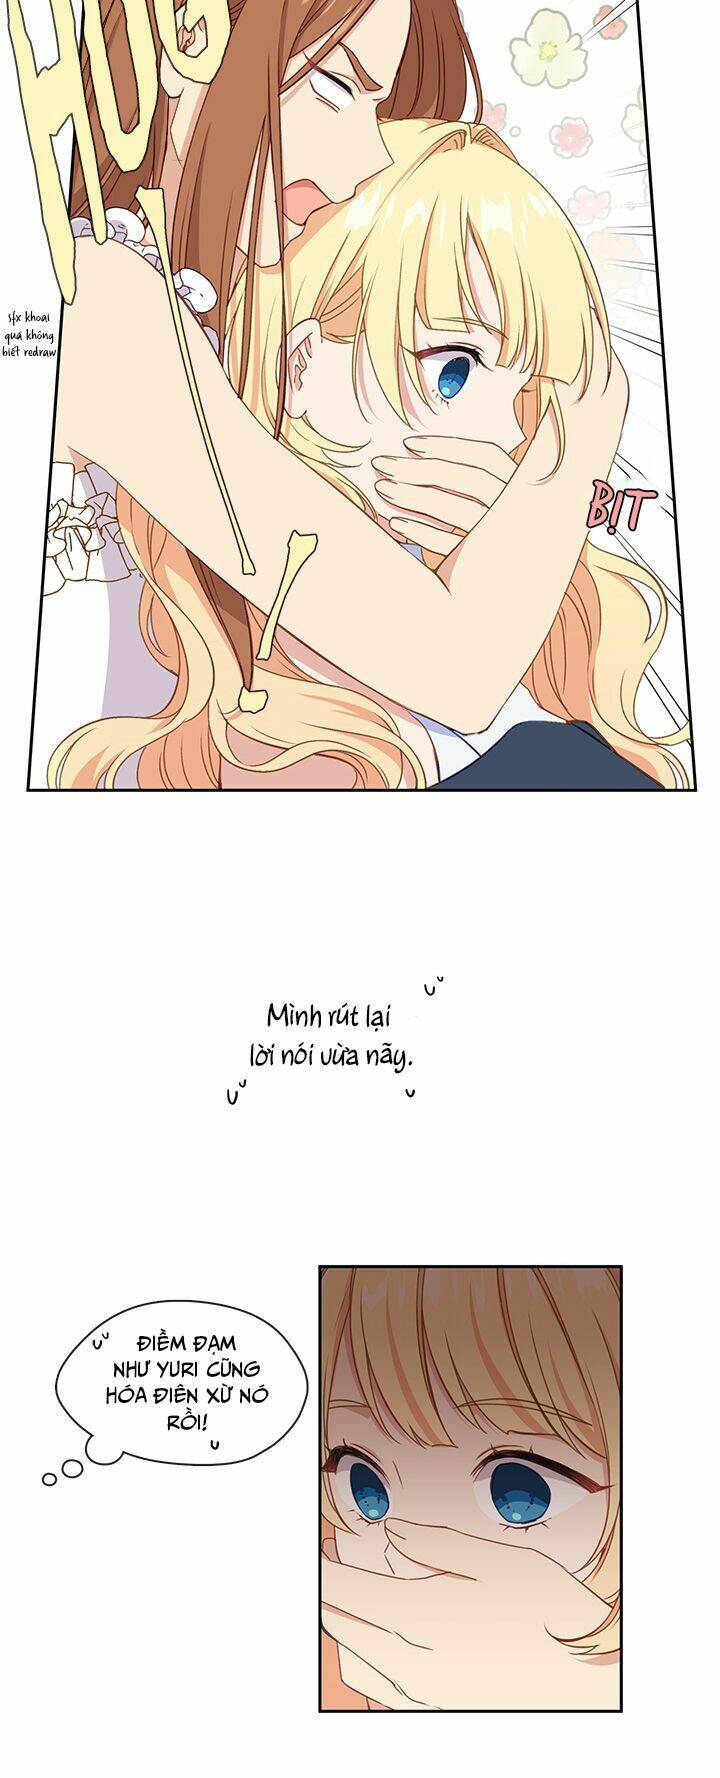 HỰC
sfx khoai
quá không
biết redraw
BỊT
Mình rút lại
lời nói vừa nãy.
ĐIỀM ĐẠM
NHƯ YURI CŨNG
HÓA ĐIÊN XỪ NÓ
RỒI!